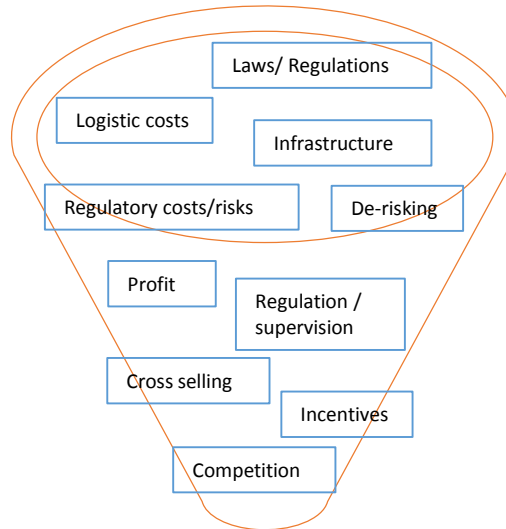 Laws/ Regulations
Logistic costs
Infrastructure
Regulatory costs/risks
De-risking
Profit
Regulation /
supervision
Cross selling
Incentives
Competition